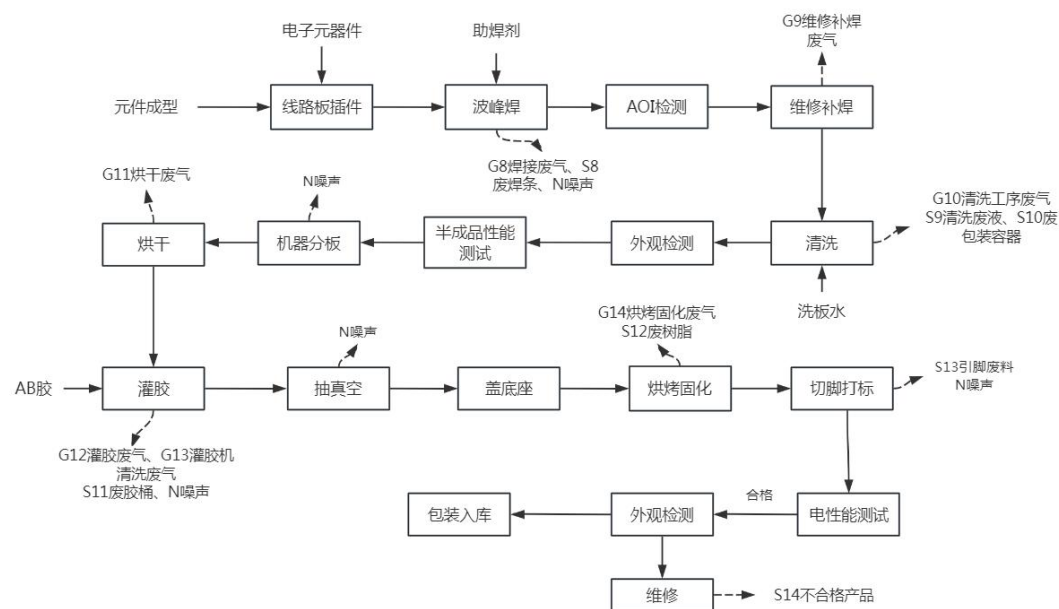 电子元器件
助焊剂
G9维修补焊
废气
元件成型
线路板插件
波峰焊
AOI检测
维修补焊
G8焊接废气、S8
废焊条、N噪声
G11烘干废气
N噪声
G10清洗工序废气
S9清洗废液、S10废
包装容器
烘干
机器分板
半成品性能
测试
外观检测
清洗
洗板水
G14烘烤固化废气
S12废树脂
N噪声
S13引脚废料
N噪声
AB胶
灌胶
抽真空
盖底座
烘烤固化
切脚打标
G12灌胶废气、G13灌胶机
清洗废气
S11废胶桶、N噪声
合格
包装入库
外观检测
电性能测试
维修
S14不合格产品